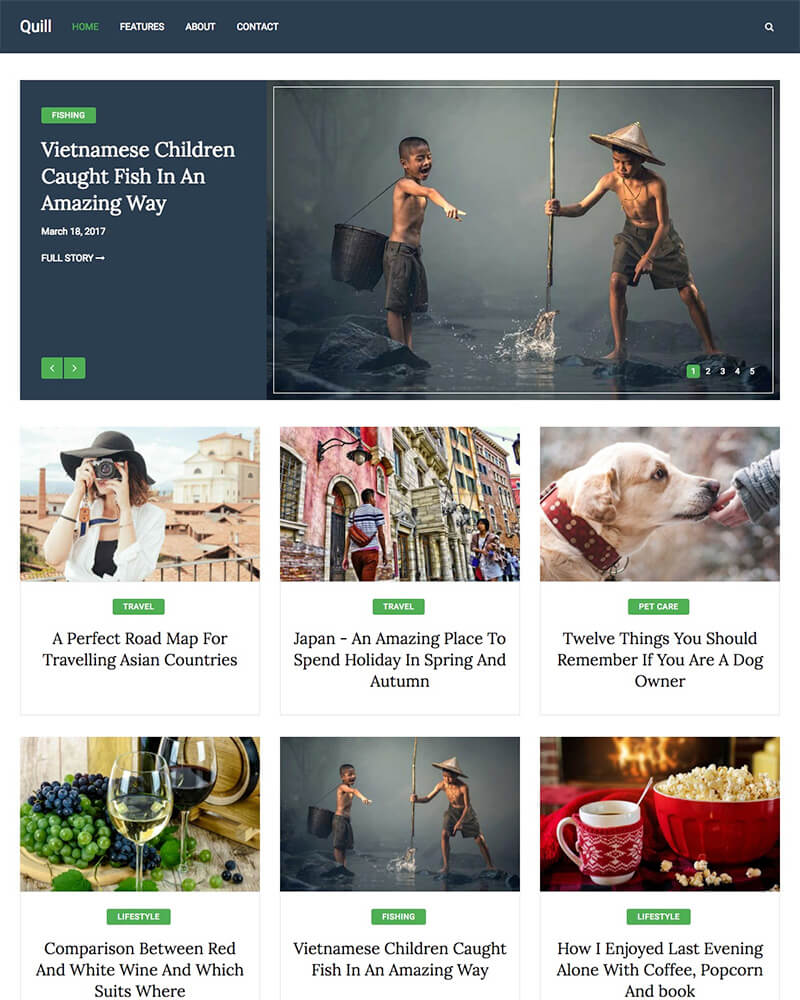 Quill HOME FEATURES ABOUT CONTACT
FISHING
Vietnamese Children
Caught Fish In An
Amazing Way
March 18, 2017
FULL STORY
1 2 3 4 5
TRAVEL
A Perfect Road Map For
Travelling Asian Countries
TRAVEL
Japan - An Amazing Place To
Spend Holiday In Spring And
Autumn
PET CARE
Twelve Things You Should
Remember If You Are A Dog
Owner
LIFESTYLE
Comparison Between Red
And White Wine And Which
Suits Where
FISHING
Vietnamese Children Caught
Fish In An Amazing Way
LIFESTYLE
How I Enjoyed Last Evening
Alone With Coffee, Popcorn
And book